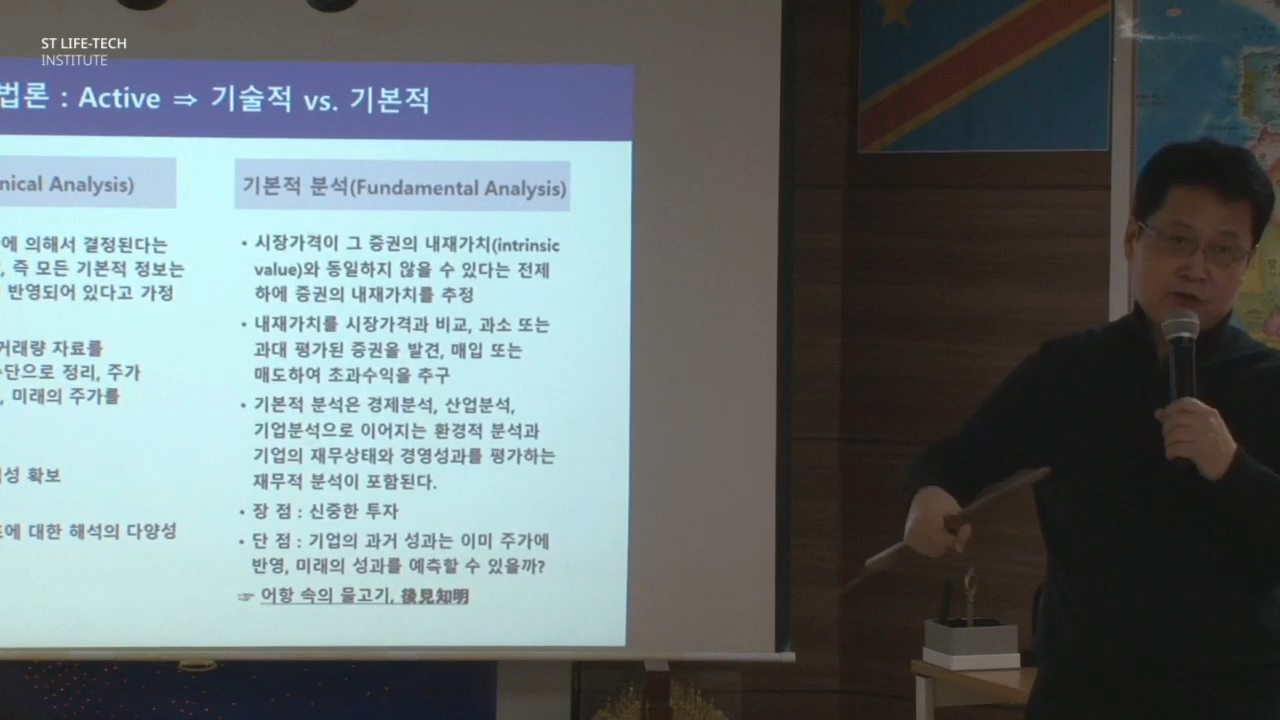 ST LIFE-TECH
INSTITUTE
법론 : Active ⇒ 기술적 vs. 기본적
nical Analysis)
에 의해서 결정된다는
, 즉 모든 기본적 정보는
반영되어 있다고 가정
거래량 자료를
단으로 정리, 주가
, 미래의 주가를
성 확보
에 대한 해석의 다양성
기본적 분석(Fundamental Analysis)
• 시장가격이 그 증권의 내재가치(intrinsic
value)와 동일하지 않을 수 있다는 전제
하에 증권의 내재가치를 추정
• 내재가치를 시장가격과 비교, 과소 또는
과대 평가된 증권을 발견, 매입 또는
매도하여 초과수익을 추구
• 기본적 분석은 경제분석, 산업분석,
기업분석으로 이어지는 환경적 분석과
기업의 재무상태와 경영성과를 평가하는
재무적 분석이 포함된다.
• 장 점 : 신중한 투자
• 단 점 : 기업의 과거 성과는 이미 주가에
반영, 미래의 성과를 예측할 수 있을까?
☞ 어항 속의 물고기, 後見知明